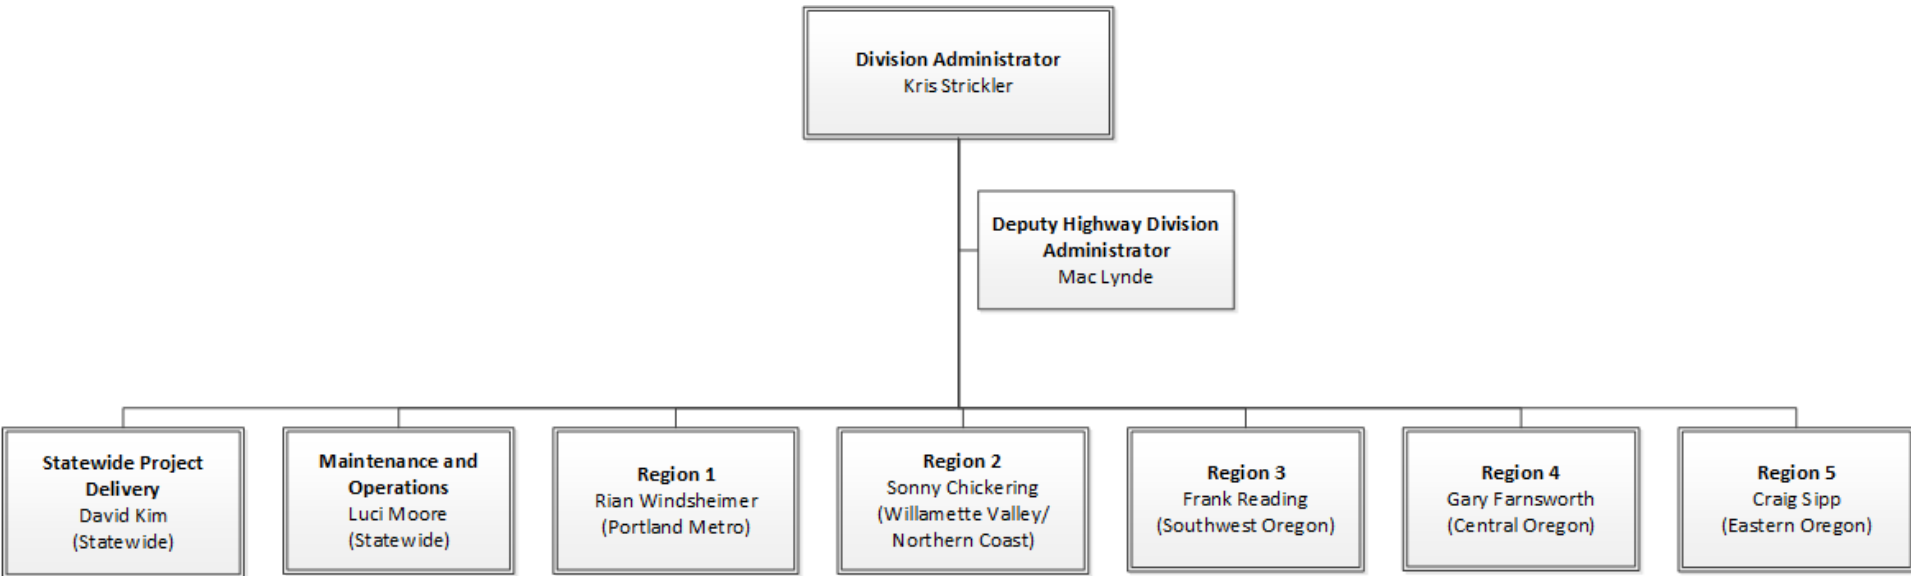 Division Administrator
Kris Strickler
Deputy Highway Division
Administrator
Mac Lynde
Statewide Project
Delivery
David Kim
(Statewide)
Maintenance and
Operations
Luci Moore
(Statewide)
Region 1
Rian Windsheimer
(Portland Metro)
Region 2
Sonny Chickering
(Willamette Valley/
Northern Coast)
Region 3
Frank Reading
(Southwest Oregon)
Region 4
Gary Farnsworth
(Central Oregon)
Region 5
Craig Sipp
(Eastern Oregon)